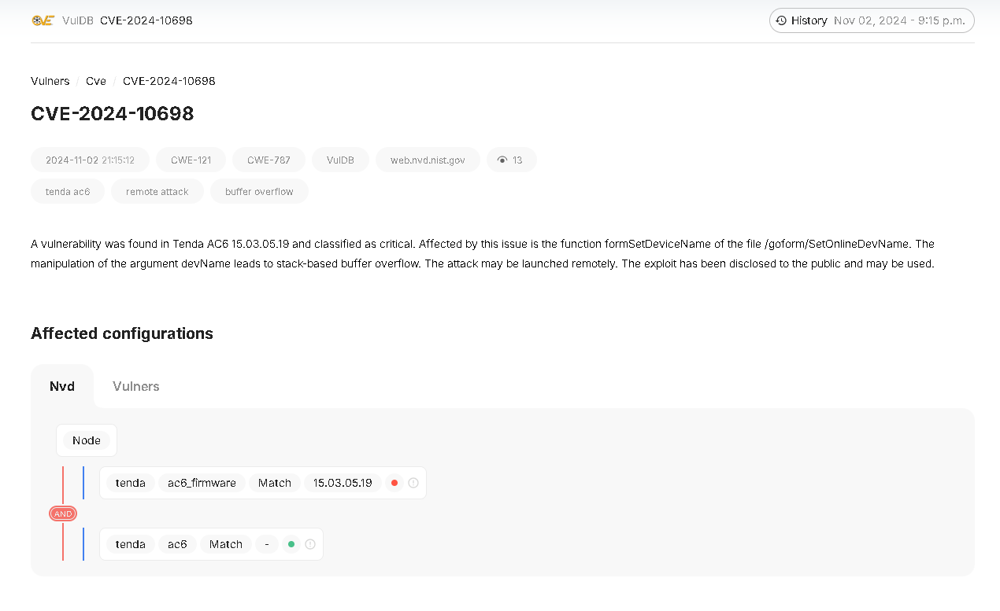 CVE VulDB CVE-2024-10698 History Nov 02, 2024 - 9:15 p.m.
Vulners / Cve / CVE-2024-10698
CVE-2024-10698
2024-11-02 21:15:12 CWE-121 CWE-787 VulDB web.nvd.nist.gov 13
tenda ac6 remote attack buffer overflow
A vulnerability was found in Tenda AC6 15.03.05.19 and classified as critical. Affected by this issue is the function formSetDeviceName of the file /goform/SetOnlineDevName. The
manipulation of the argument devName leads to stack-based buffer overflow. The attack may be launched remotely. The exploit has been disclosed to the public and may be used.
Affected configurations
Nvd Vulners
Node
tenda ac6_firmware Match 15.03.05.19
AND
tenda ac6 Match -